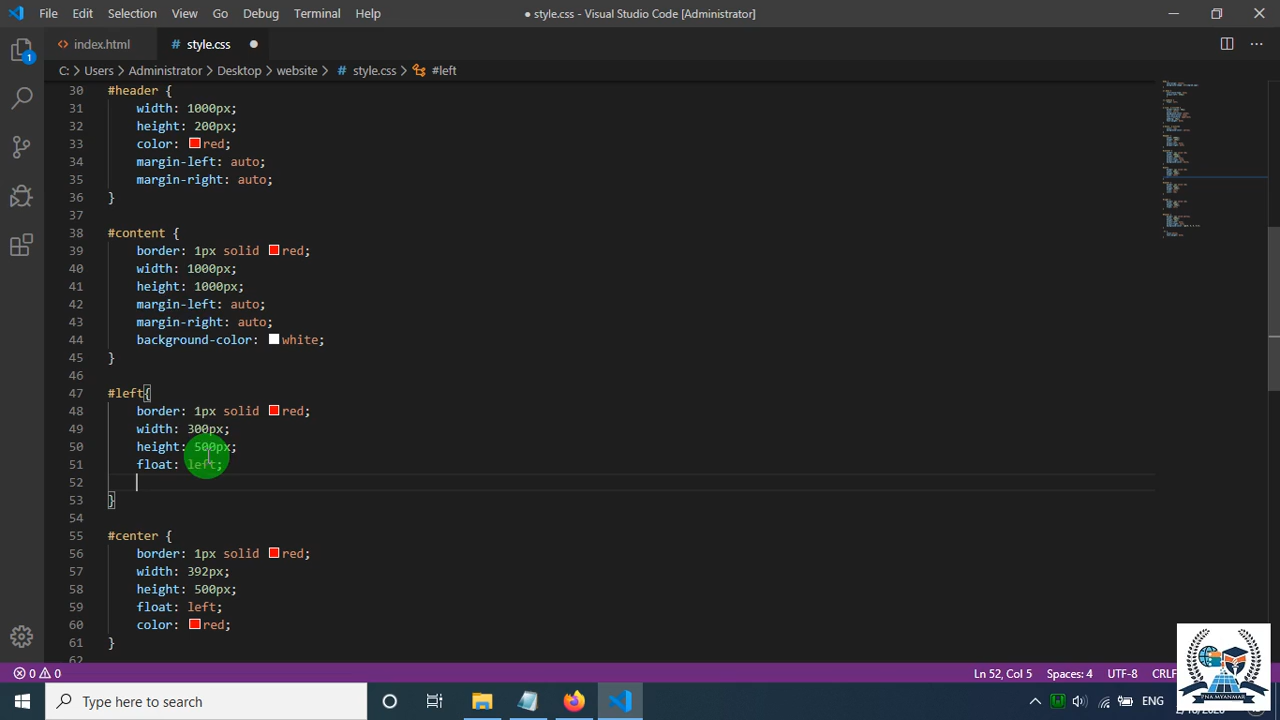 File Edit Selection View Go Debug Terminal Help
● style.css - Visual Studio Code [Administrator]
index.html
# style.css
C: > Users > Administrator > Desktop > website > # style.css > #left
30 #header {
31 width: 1000px;
32 height: 200px;
33 color: red;
34 margin-left: auto;
35 margin-right: auto;
36 }
37
38 #content {
39 border: 1px solid red;
40 width: 1000px;
41 height: 1000px;
42 margin-left: auto;
43 margin-right: auto;
44 background-color: white;
45 }
46
47 #left{
48 border: 1px solid red;
49 width: 300px;
50 height: 500px;
51 float: left;
52
53 }
54
55 #center {
56 border: 1px solid red;
57 width: 392px;
58 height: 500px;
59 float: left;
60 color: red;
61 }
62
1
0 0
Ln 52, Col 5 Spaces: 4 UTF-8 CRLF
Type here to search
ENG
PNA MYANMAR